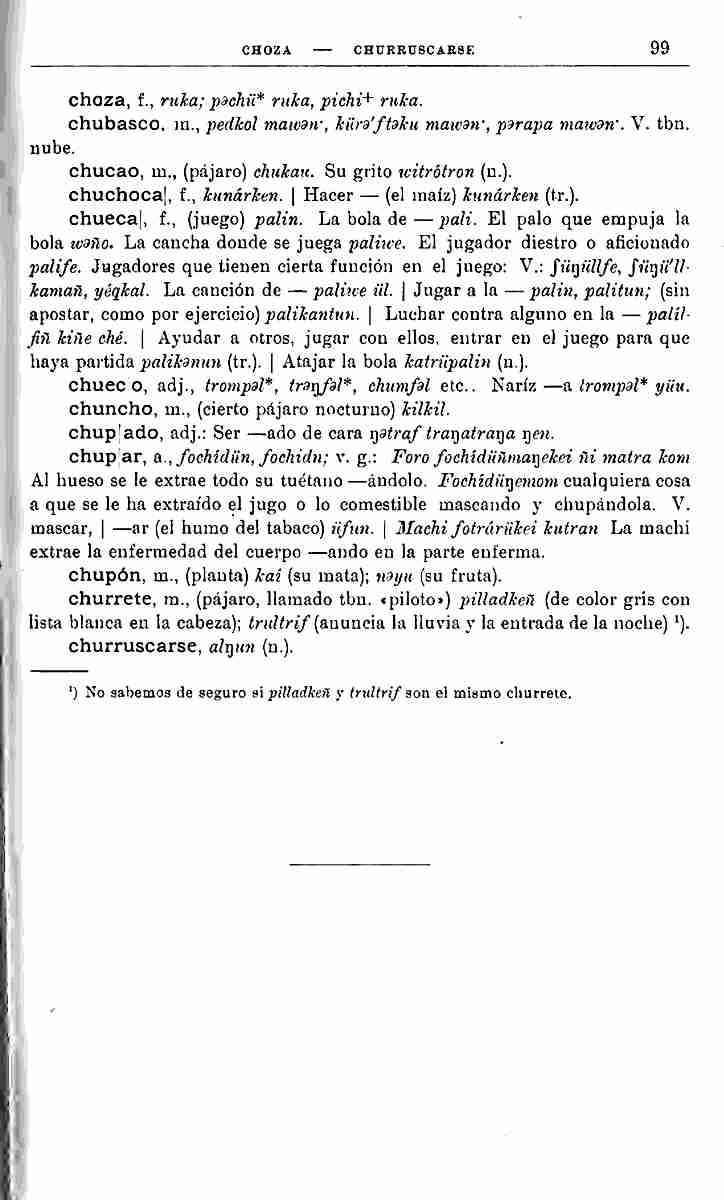 CHOZA — CHURRUSCARSE 99
choza, f., ruka; pəchü* ruka, pichi+ ruka.
chubasco, m., pedkol mawən·, kürə'ftəku mawən·, pərapa mawən·. V. tbn.
nube.
chucao, m., (pájaro) chukau. Su grito witrótron (n.).
chuchoca|, f., kunárken. | Hacer — (el maíz) kunárken (tr.).
chueca|, f., (juego) palin. La bola de — pali. El palo que empuja la
bola wəño. La cancha donde se juega paliwe. El jugador diestro o aficionado
palife. Jugadores que tienen cierta función en el juego: V.: füŋüllfe, füŋü'll-
kamañ, yéqkal. La canción de — paliwe ül. | Jugar a la — palin, palitun; (sin
apostar, como por ejercicio) palikantun. | Luchar contra alguno en la — palíl-
fiñ kiñe ché. | Ayudar a otros, jugar con ellos, entrar en el juego para que
haya partida palikənun (tr.). | Atajar la bola katrüpalin (n.).
chuec o, adj., trompəl*, trəŋfəl*, chumfəl etc.. Naríz —a trompəl* yüu.
chuncho, m., (cierto pájaro nocturno) kilkil.
chup|ado, adj.: Ser —ado de cara ŋətraf traŋatraŋa ŋen.
chup|ar, a., fochídün, fochidn; v. g.: Foro fochídüñmaŋekei ñi matra kom
Al hueso se le extrae todo su tuétano —ándolo. Fochídüŋemom cualquiera cosa
a que se le ha extraído el jugo o lo comestible mascando y chupándola. V.
mascar, | —ar (el humo del tabaco) üfun. | Machi fotrárükei kutran La machi
extrae la enfermedad del cuerpo —ando en la parte enferma.
chupón, m., (planta) kaí (su mata); nəyu (su fruta).
churrete, m., (pájaro, llamado tbn. «piloto») pilladkeñ (de color gris con
lista blanca en la cabeza); trultrif (anuncia la lluvia y la entrada de la noche) ¹).
churruscarse, alŋun (n.).
¹) No sabemos de seguro si pilladkeñ y trultrif son el mismo churrete.